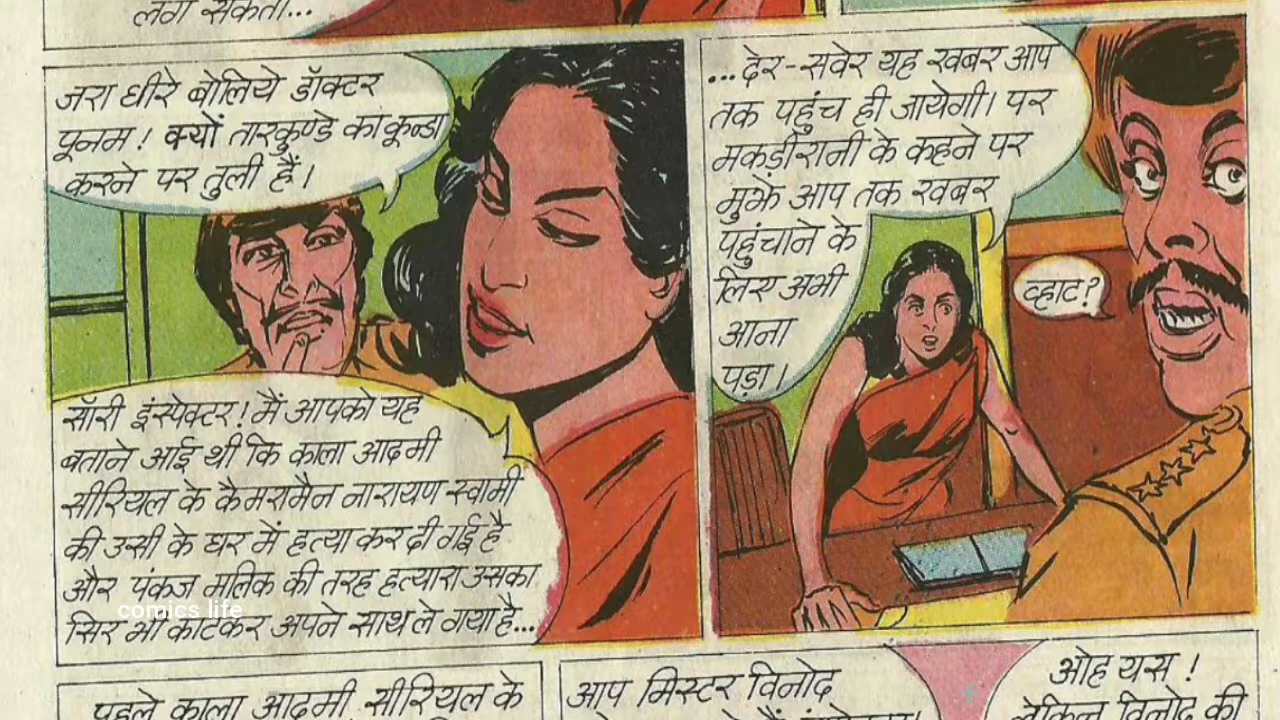 लग सकता...
जरा धीरे बोलिये डॉक्टर
पूनम! क्यों तारकुण्डे का कून्डा
करने पर तुली हैं।
सॉरी इंस्पेक्टर! मैं आपको यह
बताने आई थी कि काला आदमी
सीरियल के कैमरामैन नारायण स्वामी
की उसी के घर में हत्या कर दी गई है
और पंकज मलिक की तरह हत्यारा उसका
सिर भी काटकर अपने साथ ले गया है...
comics life
...देर-सवेर यह खबर आप
तक पहुंच ही जायेगी। पर
मकड़ीरानी के कहने पर
मुझे आप तक खबर
पहुंचाने के
लिए अभी
आना
पड़ा।
व्हाट?
पहले काला आदमी सीरियल के
आप मिस्टर विनोद
ओह यस!
लेकिन विनोद की